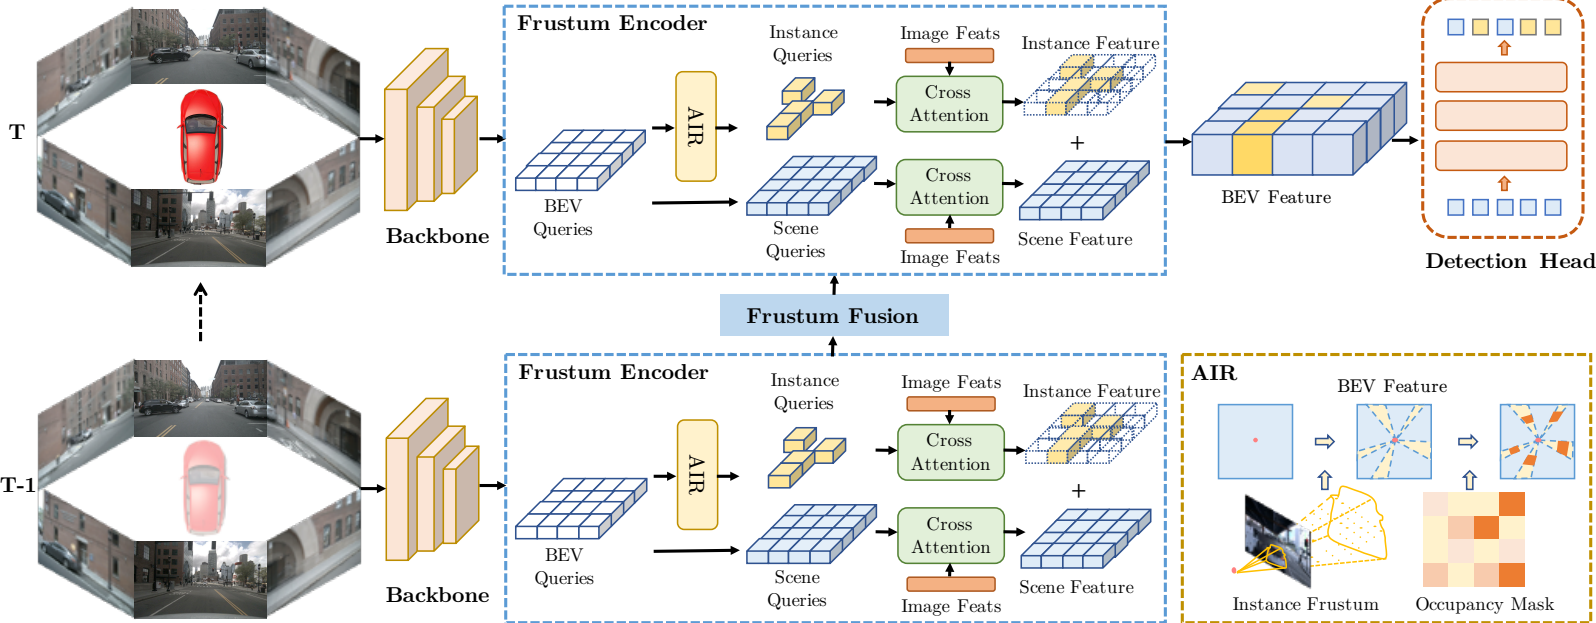 T
Backbone
Frustum Encoder
BEV
Queries
AIR
Instance
Queries
Scene
Queries
Image Feats
Cross
Attention
Cross
Attention
Image Feats
Instance Feature
+
Scene Feature
BEV Feature
Detection Head
Frustum Fusion
T-1
Backbone
Frustum Encoder
BEV
Queries
AIR
Instance
Queries
Scene
Queries
Image Feats
Cross
Attention
Cross
Attention
Image Feats
Instance Feature
+
Scene Feature
AIR
BEV Feature
Instance Frustum
Occupancy Mask